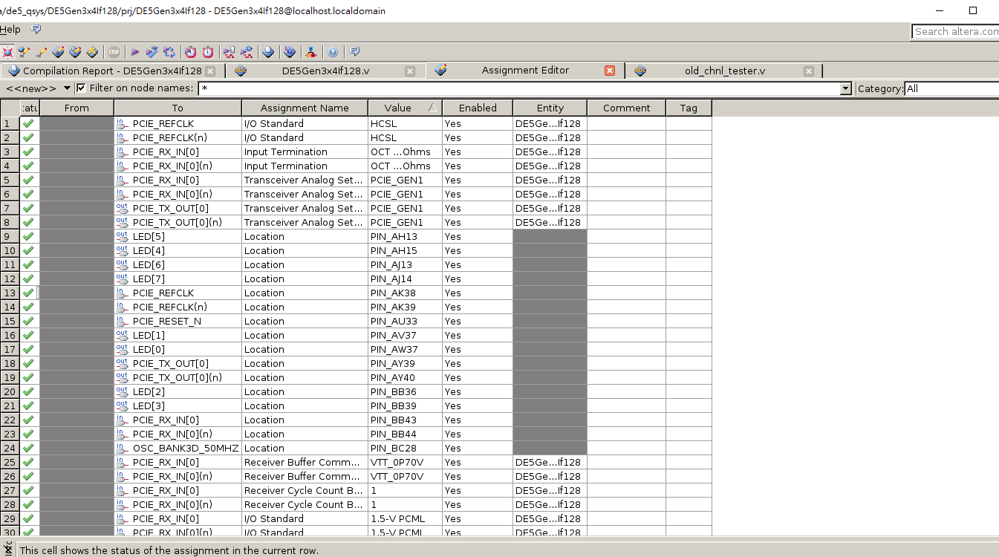 a/de5_qsys/DE5Gen3x4If128/prj/DE5Gen3x4If128 - DE5Gen3x4If128@localhost.localdomain
Help
Search altera.com
STOP
Compilation Report - DE5Gen3x4If128 DE5Gen3x4If128.v Assignment Editor old_chnl_tester.v
<<new>> Filter on node names: * Category: All
tatu From To Assignment Name Value Enabled Entity Comment Tag
1 in PCIE_REFCLK I/O Standard HCSL Yes DE5Ge...If128
2 in PCIE_REFCLK(n) I/O Standard HCSL Yes DE5Ge...If128
3 in PCIE_RX_IN[0] Input Termination OCT ...Ohms Yes DE5Ge...If128
4 in PCIE_RX_IN[0](n) Input Termination OCT ...Ohms Yes DE5Ge...If128
5 in PCIE_RX_IN[0] Transceiver Analog Set... PCIE_GEN1 Yes DE5Ge...If128
6 in PCIE_RX_IN[0](n) Transceiver Analog Set... PCIE_GEN1 Yes DE5Ge...If128
7 out PCIE_TX_OUT[0] Transceiver Analog Set... PCIE_GEN1 Yes DE5Ge...If128
8 out PCIE_TX_OUT[0](n) Transceiver Analog Set... PCIE_GEN1 Yes DE5Ge...If128
9 out LED[5] Location PIN_AH13 Yes
10 out LED[4] Location PIN_AH15 Yes
11 out LED[6] Location PIN_AJ13 Yes
12 out LED[7] Location PIN_AJ14 Yes
13 in PCIE_REFCLK Location PIN_AK38 Yes
14 in PCIE_REFCLK(n) Location PIN_AK39 Yes
15 in PCIE_RESET_N Location PIN_AU33 Yes
16 out LED[1] Location PIN_AV37 Yes
17 out LED[0] Location PIN_AW37 Yes
18 out PCIE_TX_OUT[0] Location PIN_AY39 Yes
19 out PCIE_TX_OUT[0](n) Location PIN_AY40 Yes
20 out LED[2] Location PIN_BB36 Yes
21 out LED[3] Location PIN_BB39 Yes
22 in PCIE_RX_IN[0] Location PIN_BB43 Yes
23 in PCIE_RX_IN[0](n) Location PIN_BB44 Yes
24 in OSC_BANK3D_50MHZ Location PIN_BC28 Yes
25 in PCIE_RX_IN[0] Receiver Buffer Comm... VTT_0P70V Yes DE5Ge...If128
26 in PCIE_RX_IN[0](n) Receiver Buffer Comm... VTT_0P70V Yes DE5Ge...If128
27 in PCIE_RX_IN[0] Receiver Cycle Count B... 1 Yes DE5Ge...If128
28 in PCIE_RX_IN[0](n) Receiver Cycle Count B... 1 Yes DE5Ge...If128
29 in PCIE_RX_IN[0] I/O Standard 1.5-V PCML Yes DE5Ge...If128
30 in PCIE_RX_IN[0](n) I/O Standard 1.5-V PCML Yes DE5Ge...If128
This cell shows the status of the assignment in the current row.